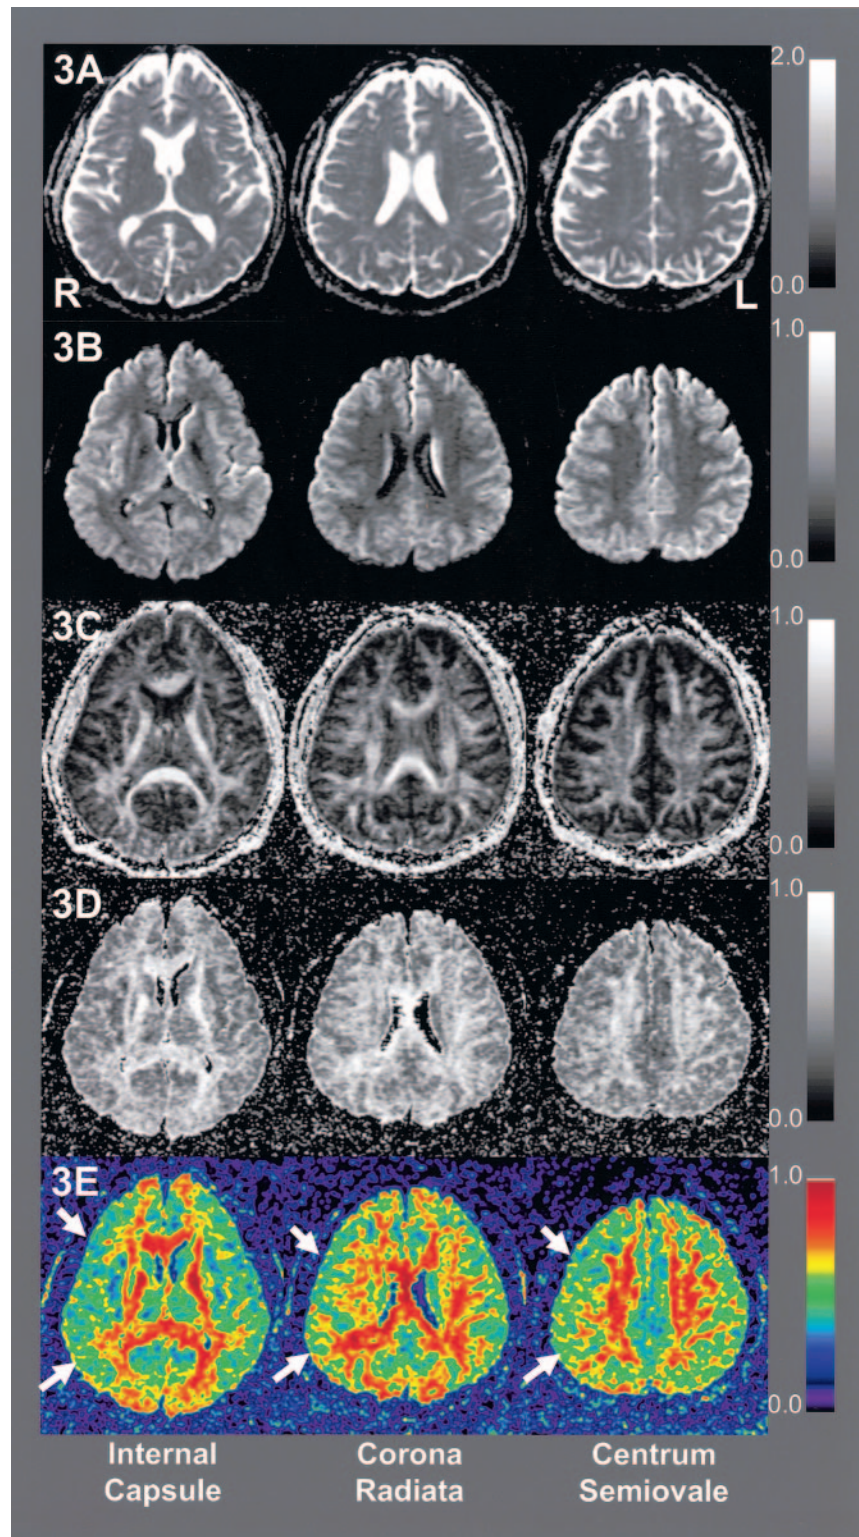 3A
2.0
0.0
R
L
3B
1.0
0.0
3C
1.0
0.0
3D
1.0
0.0
3E
1.0
0.0
Internal
Capsule
Corona
Radiata
Centrum
Semiovale